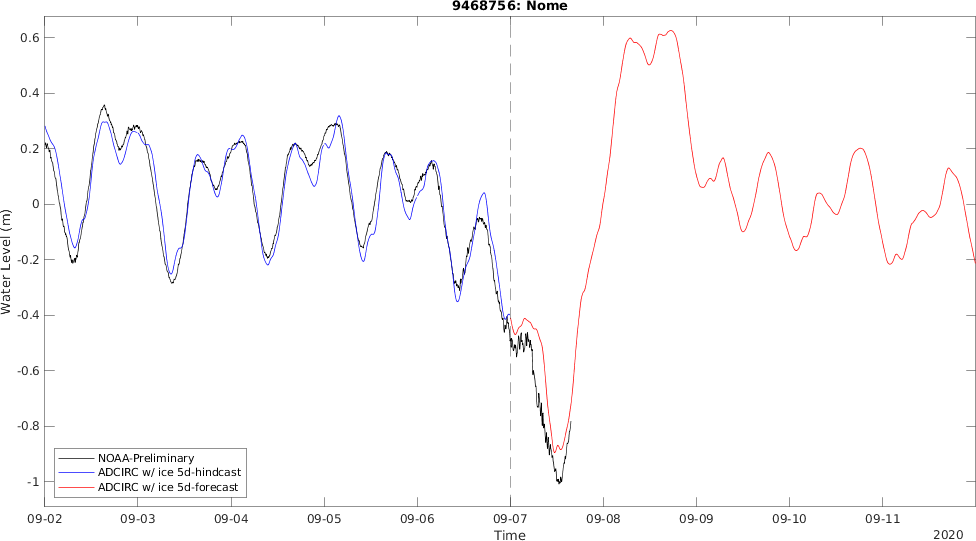 9468756: Nome
0.6
0.4
0.2
0
-0.2
-0.4
-0.6
-0.8
-1
Water Level (m)
NOAA-Preliminary
ADCIRC w/ ice 5d-hindcast
ADCIRC w/ ice 5d-forecast
09-02 09-03 09-04 09-05 09-06 09-07 09-08 09-09 09-10 09-11
Time
2020